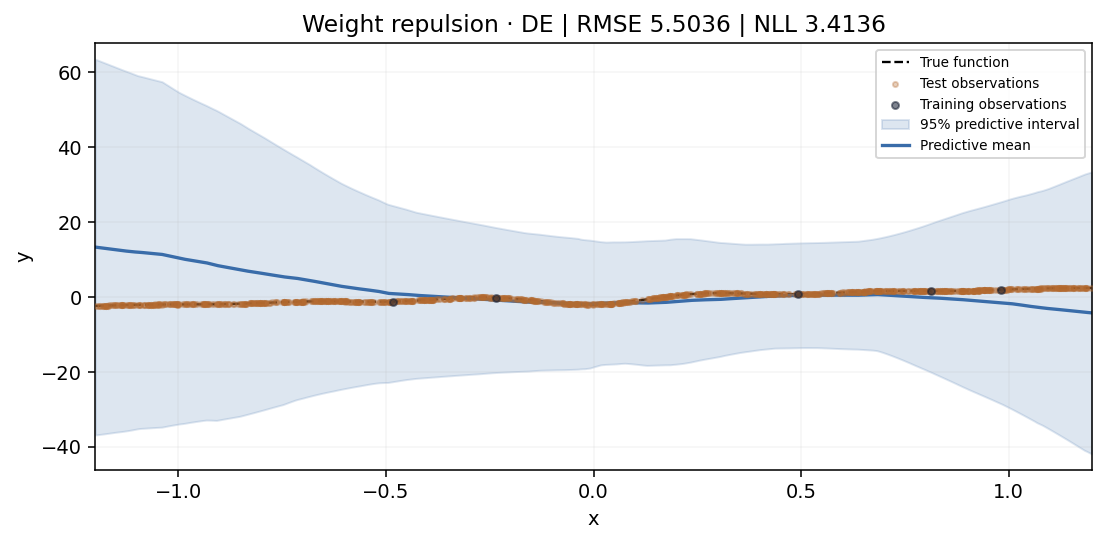 Weight repulsion · DE | RMSE 5.5036 | NLL 3.4136
True function
Test observations
Training observations
95% predictive interval
Predictive mean
60
40
20
0
−20
−40
y
−1.0
−0.5
0.0
0.5
1.0
x